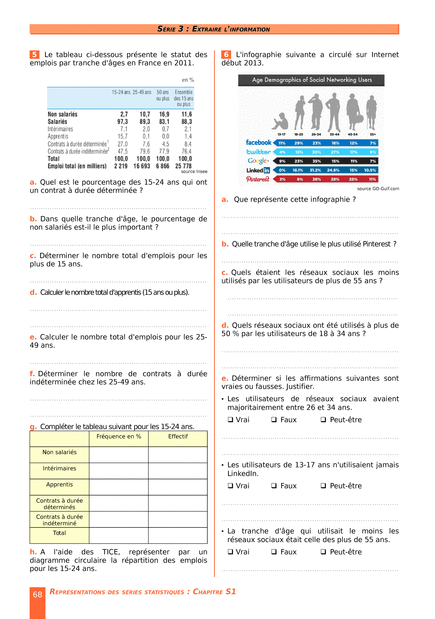 SÉRIE 3 : EXTRAIRE L'INFORMATION
5 Le tableau ci-dessous présente le statut des
emplois par tranche d'âges en France en 2011.
en %
15-24 ans 25-49 ans 50 ans ou plus Ensemble des 15 ans ou plus
Non salariés 2,7 10,7 16,9 11,6
Salariés 97,3 89,3 83,1 88,3
Intérimaires 7,1 2,0 0,7 2,1
Apprentis 15,7 0,1 0,0 1,4
Contrats à durée déterminée 27,0 7,6 4,5 8,4
Contrats à durée indéterminée 47,5 79,6 77,9 76,4
Total 100,0 100,0 100,0 100,0
Emploi total (en milliers) 2 219 16 693 6 866 25 778
source Insee
a. Quel est le pourcentage des 15-24 ans qui ont
un contrat à durée déterminée ?
b. Dans quelle tranche d'âge, le pourcentage de
non salariés est-il le plus important ?
c. Déterminer le nombre total d'emplois pour les
plus de 15 ans.
d. Calculer le nombre total d'apprentis (15 ans ou plus).
e. Calculer le nombre total d'emplois pour les 25-
49 ans.
f. Déterminer le nombre de contrats à durée
indéterminée chez les 25-49 ans.
g. Compléter le tableau suivant pour les 15-24 ans.
Fréquence en % Effectif
Non salariés
Intérimaires
Apprentis
Contrats à durée
déterminés
Contrats à durée
indéterminé
Total
h. A l'aide des TICE, représenter par un
diagramme circulaire la répartition des emplois
pour les 15-24 ans.
6 L'infographie suivante a circulé sur Internet
début 2013.
Age Demographics of Social Networking Users
13-17 18-25 26-34 35-44 45-54 55+
facebook 11% 29% 23% 18% 12% 7%
twitter
Google+ 9% 23% 35% 15% 11% 7%
LinkedIn 0% 18.1% 31.2% 24.9% 15% 10.8%
Pinterest
source GO-Gulf.com
a. Que représente cette infographie ?
b. Quelle tranche d'âge utilise le plus utilisé Pinterest ?
c. Quels étaient les réseaux sociaux les moins
utilisés par les utilisateurs de plus de 55 ans ?
d. Quels réseaux sociaux ont été utilisés à plus de
50 % par les utilisateurs de 18 à 34 ans ?
e. Déterminer si les affirmations suivantes sont
vraies ou fausses. Justifier.
• Les utilisateurs de réseaux sociaux avaient
majoritairement entre 26 et 34 ans.
❑ Vrai ❑ Faux ❑ Peut-être
• Les utilisateurs de 13-17 ans n'utilisaient jamais
LinkedIn.
❑ Vrai ❑ Faux ❑ Peut-être
• La tranche d'âge qui utilisait le moins les
réseaux sociaux était celle des plus de 55 ans.
❑ Vrai ❑ Faux ❑ Peut-être
68 REPRÉSENTATIONS DES SÉRIES STATISTIQUES : CHAPITRE S1